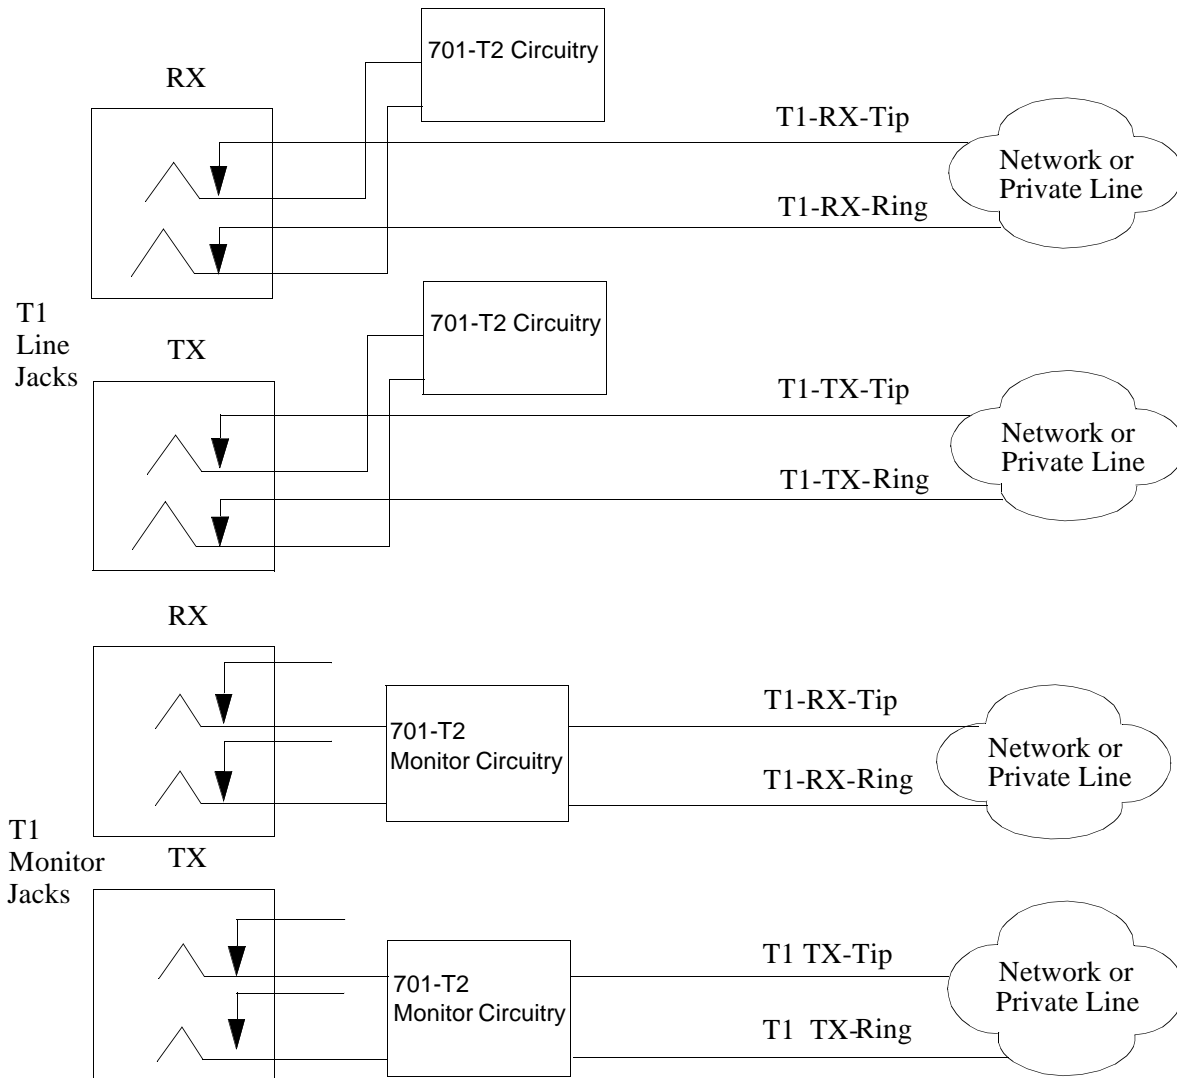 701-T2 Circuitry
RX
T1-RX-Tip
Network or
Private Line
T1-RX-Ring
T1
Line
Jacks
701-T2 Circuitry
TX
T1-TX-Tip
Network or
Private Line
T1-TX-Ring
RX
T1-RX-Tip
701-T2
Monitor Circuitry
Network or
Private Line
T1-RX-Ring
T1
Monitor
Jacks
TX
T1 TX-Tip
701-T2
Monitor Circuitry
Network or
Private Line
T1 TX-Ring